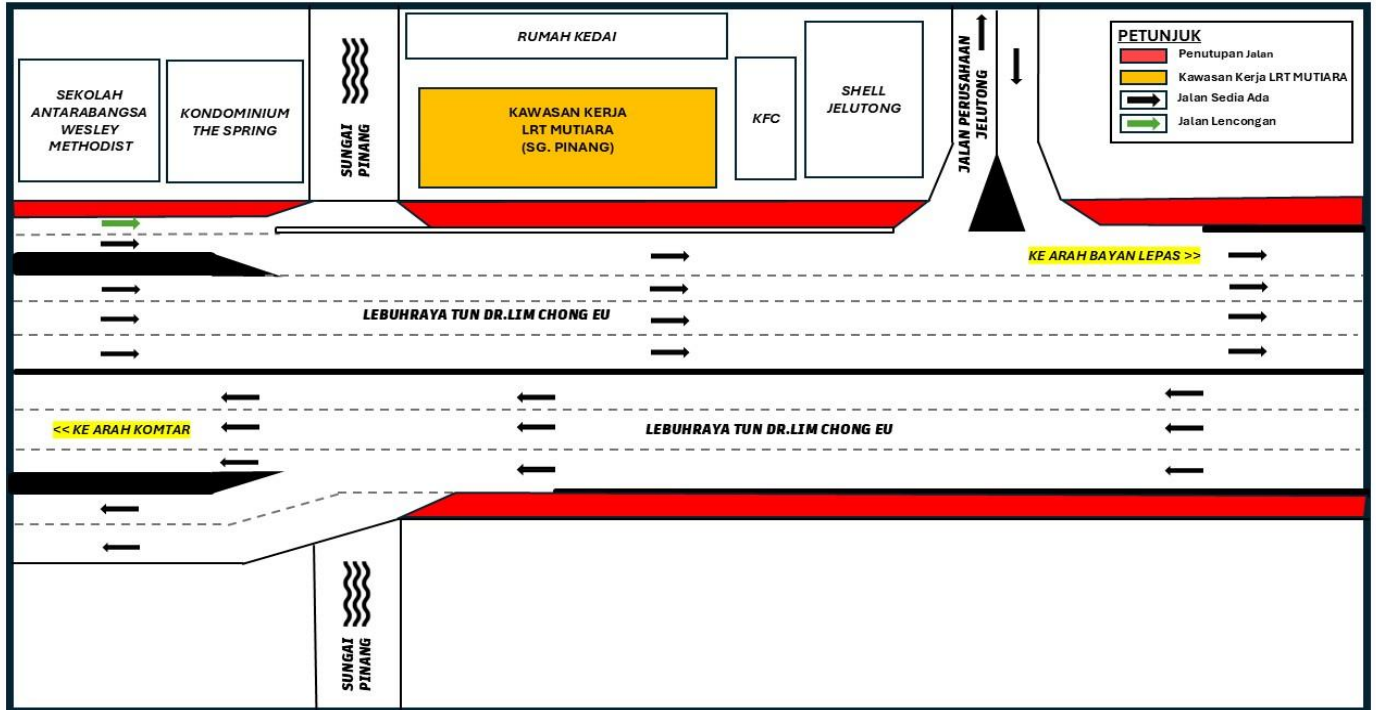 RUMAH KEDAI
SEKOLAH
ANTARABANGSA
WESLEY
METHODIST
KONDOMINIUM
THE SPRING
SUNGAI
PINANG
KAWASAN KERJA
LRT MUTIARA
(SG. PINANG)
KFC
SHELL
JELUTONG
JALAN PERUSAHAAN
JELUTONG
PETUNJUK
Penutupan Jalan
Kawasan Kerja LRT MUTIARA
Jalan Sedia Ada
Jalan Lencongan
KE ARAH BAYAN LEPAS >>
LEBUHRAYA TUN DR.LIM CHONG EU
<< KE ARAH KOMTAR
LEBUHRAYA TUN DR.LIM CHONG EU
SUNGAI
PINANG